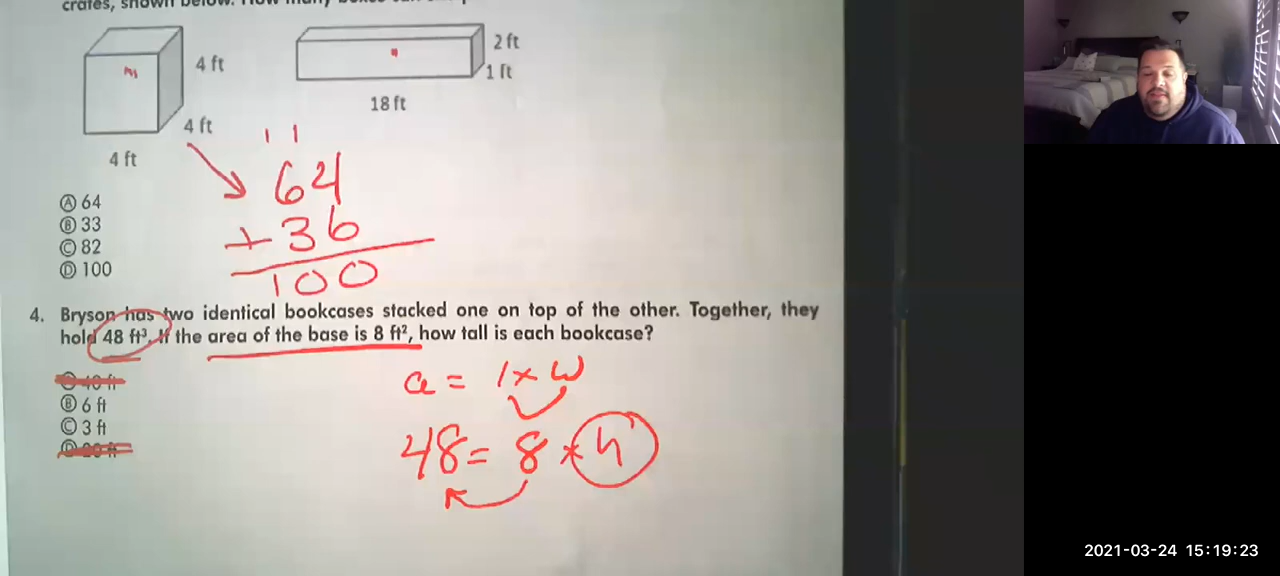 crates, shown below. How many boxes can
4 ft
4 ft
4 ft
2 ft
1 ft
18 ft
1 1
64
+ 36
100
Ⓐ 64
Ⓑ 33
Ⓒ 82
Ⓓ 100
4. Bryson has two identical bookcases stacked one on top of the other. Together, they
hold 48 ft³. If the area of the base is 8 ft², how tall is each bookcase?
Ⓑ 6 ft
Ⓒ 3 ft
a = l x w
48 = 8 * h
2021-03-24 15:19:23